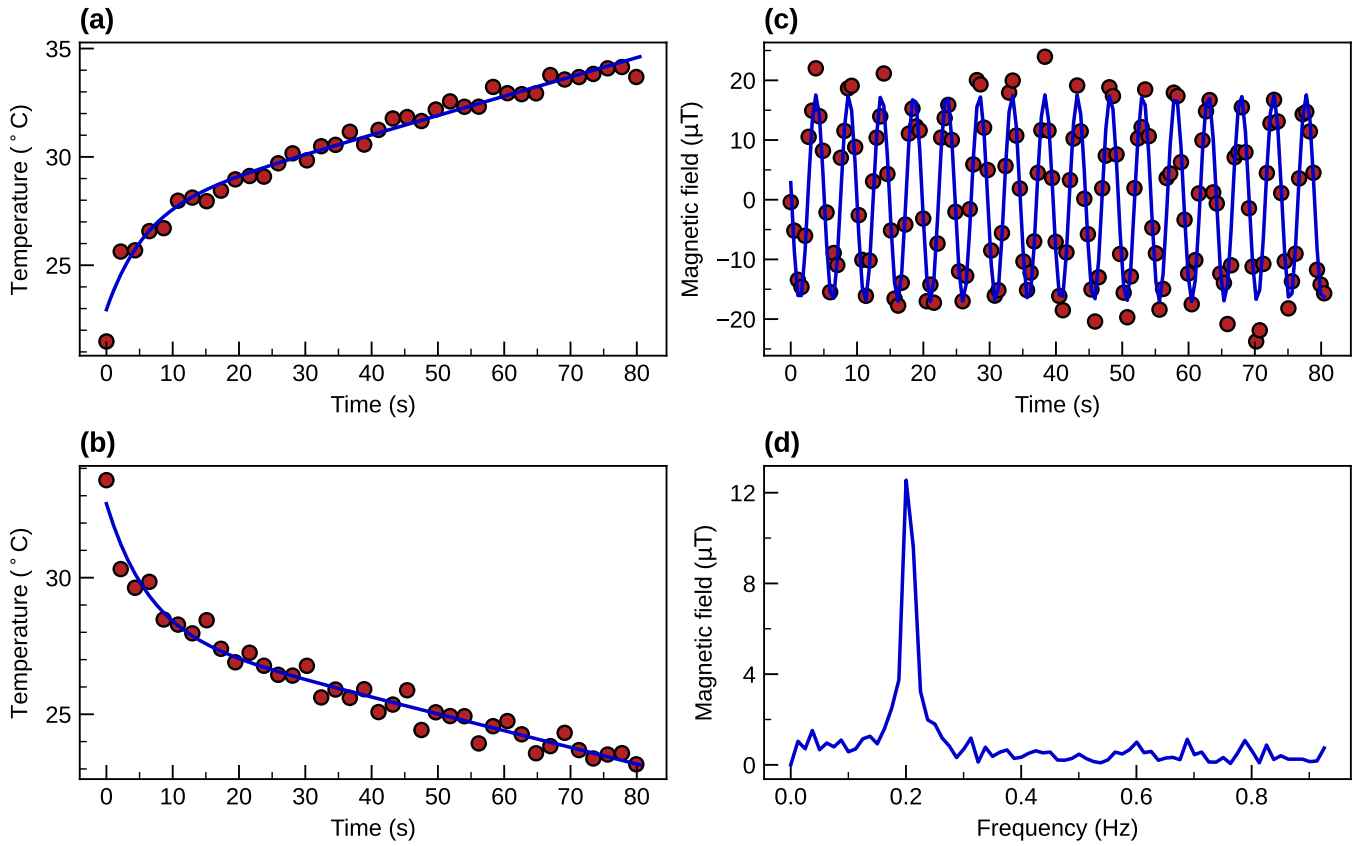 (a)
35
30
25
Temperature (°C)
0 10 20 30 40 50 60 70 80
Time (s)
(c)
20
10
0
−10
−20
Magnetic field (µT)
0 10 20 30 40 50 60 70 80
Time (s)
(b)
30
25
Temperature (°C)
0 10 20 30 40 50 60 70 80
Time (s)
(d)
12
8
4
0
Magnetic field (µT)
0.0 0.2 0.4 0.6 0.8
Frequency (Hz)